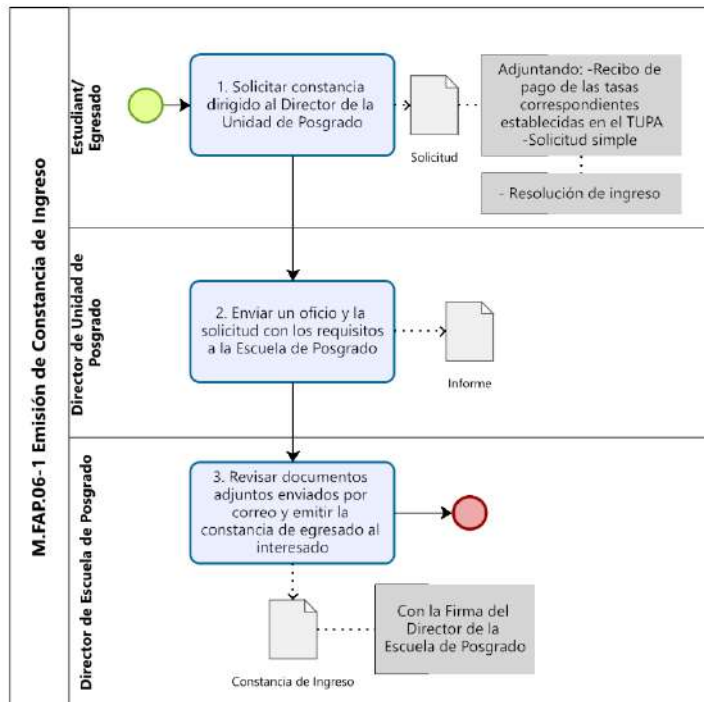 M.FAP.06-1 Emisión de Constancia de Ingreso
Estudiant/
Egresado
1. Solicitar constancia
dirigido al Director de la
Unidad de Posgrado
Solicitud
Adjuntando: -Recibo de
pago de las tasas
correspondientes
establecidas en el TUPA
-Solicitud simple
- Resolución de ingreso
Director de Unidad de
Posgrado
2. Enviar un oficio y la
solicitud con los requisitos
a la Escuela de Posgrado
Informe
Director de Escuela de Posgrado
3. Revisar documentos
adjuntos enviados por
correo y emitir la
constancia de egresado al
interesado
Constancia de Ingreso
Con la Firma del
Director de la
Escuela de Posgrado